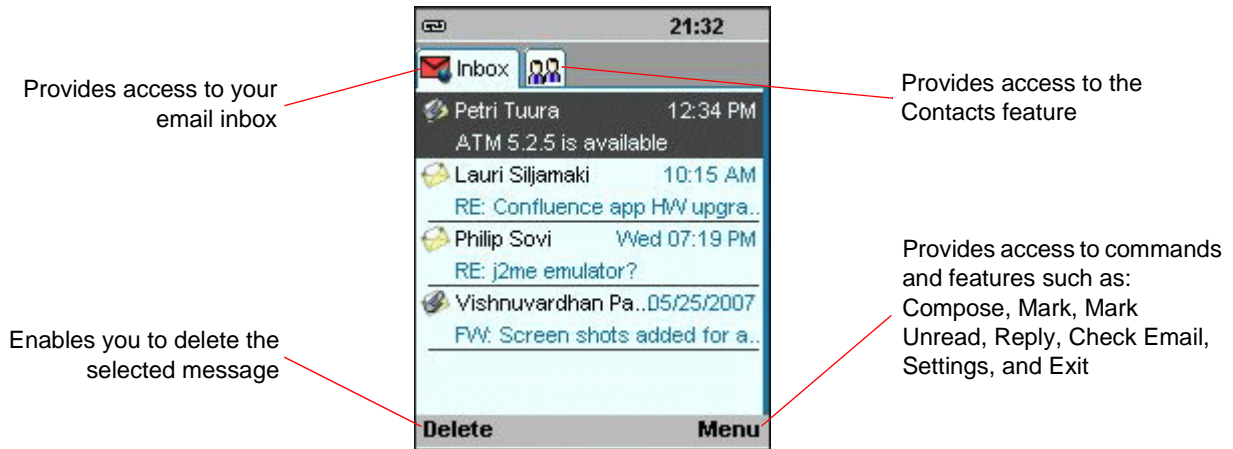 21:32
Inbox
Provides access to your
email inbox
Provides access to the
Contacts feature
Petri Tuura 12:34 PM
ATM 5.2.5 is available
Lauri Siljamaki 10:15 AM
RE: Confluence app HW upgra..
Philip Sovi Wed 07:19 PM
RE: j2me emulator?
Vishnuvardhan Pa..05/25/2007
FW: Screen shots added for a..
Provides access to commands
and features such as:
Compose, Mark, Mark
Unread, Reply, Check Email,
Settings, and Exit
Enables you to delete the
selected message
Delete Menu